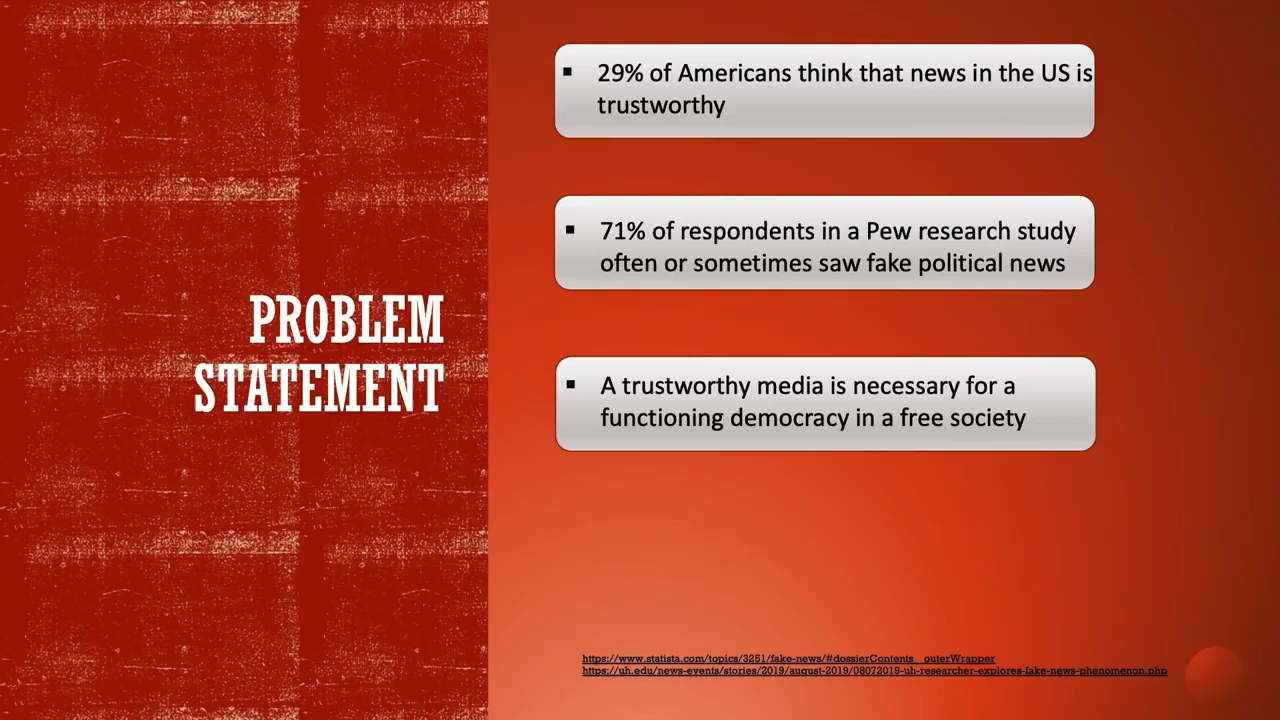 PROBLEM
STATEMENT
▪ 29% of Americans think that news in the US is
trustworthy
▪ 71% of respondents in a Pew research study
often or sometimes saw fake political news
▪ A trustworthy media is necessary for a
functioning democracy in a free society
https://www.statista.com/topics/3251/fake-news/#dossierContents__outerWrapper
https://uh.edu/news-events/stories/2019/august-2019/08072019-uh-researcher-explores-fake-news-phenomenon.php